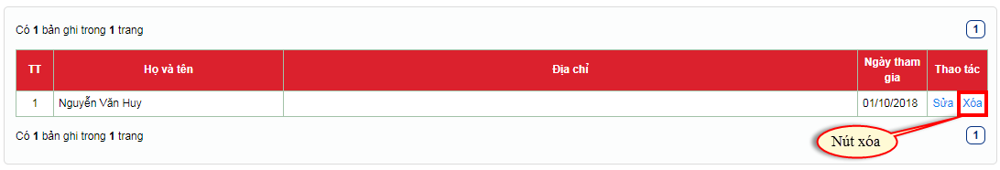 Có 1 bản ghi trong 1 trang 1
TT Họ và tên Địa chỉ Ngày tham gia Thao tác
1 Nguyễn Văn Huy 01/10/2018 Sửa Xóa
Có 1 bản ghi trong 1 trang 1
Nút xóa